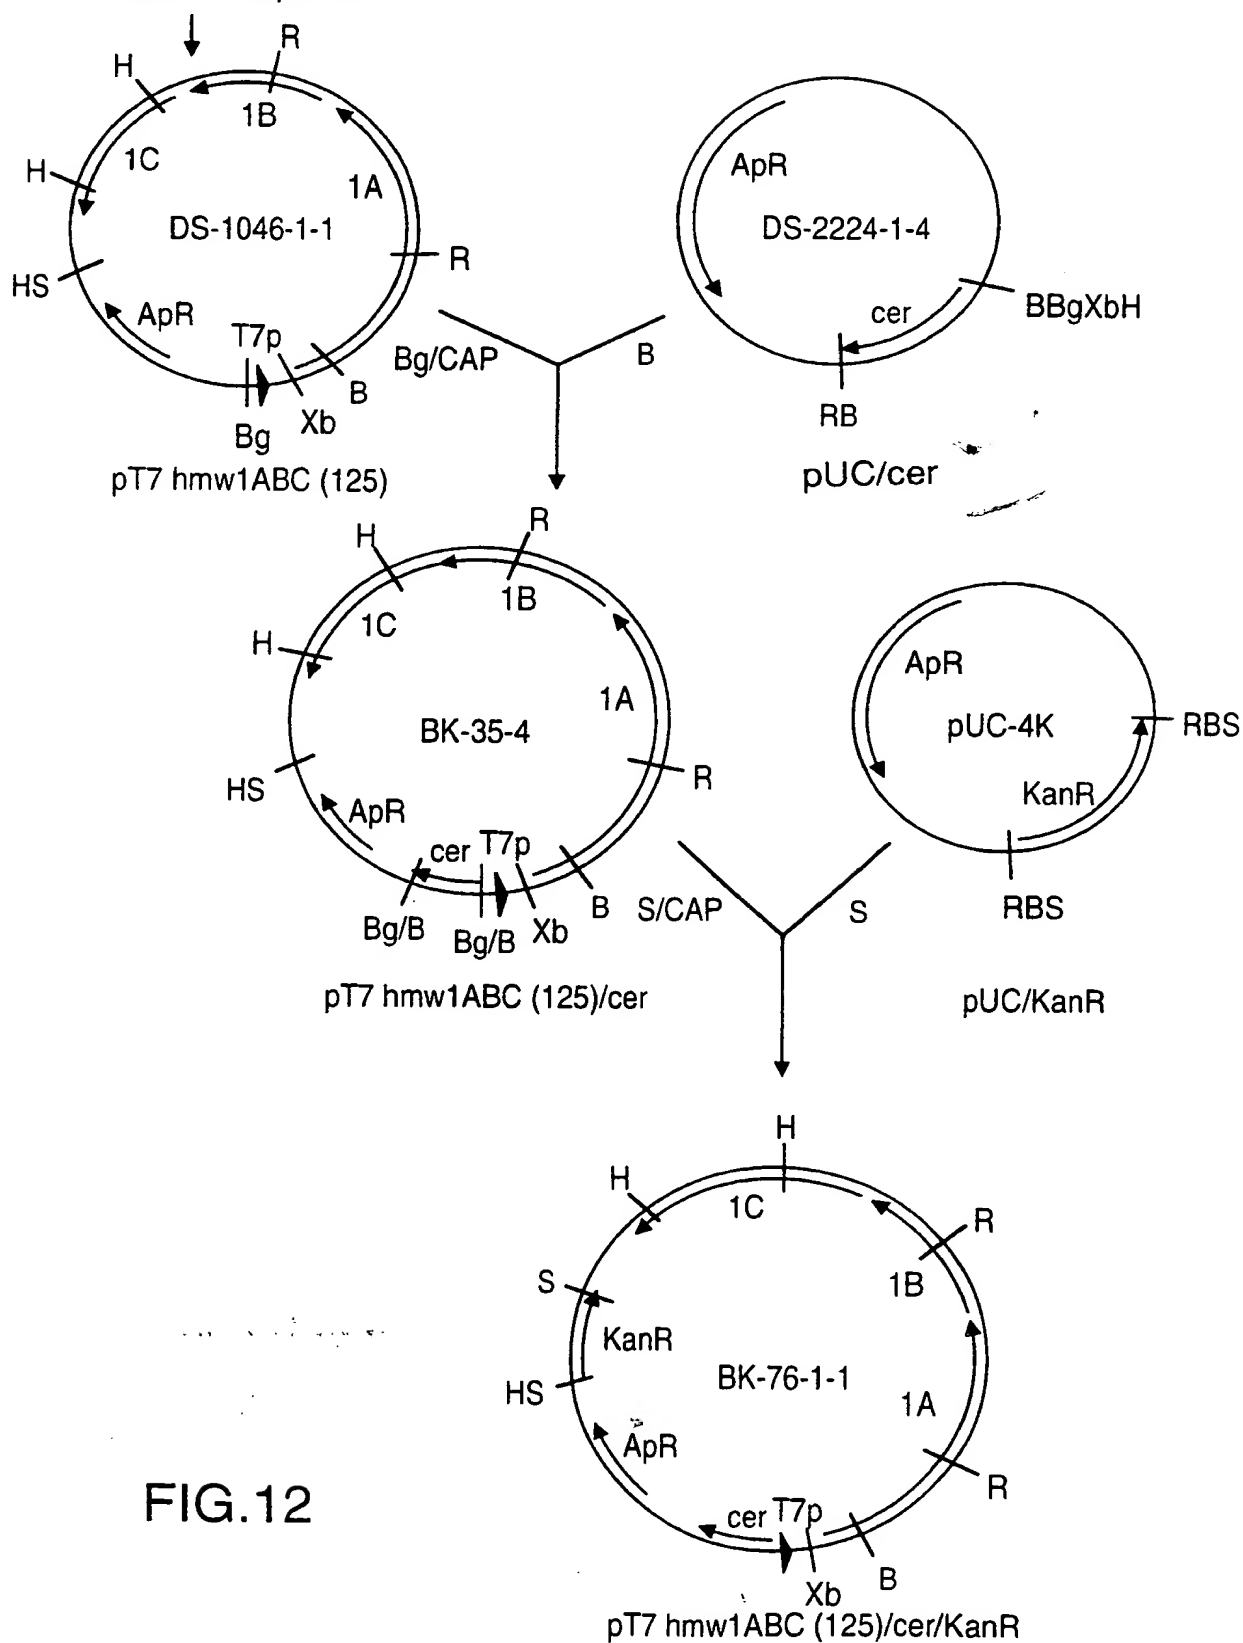 R
H
1B
1C
H
1A
DS-1046-1-1
R
HS
ApR
T7p
B
Xb
Bg
pT7 hmw1ABC (125)
ApR
DS-2224-1-4
BBgXbH
cer
RB
pUC/cer
Bg/CAP
B
R
H
1B
1C
H
1A
BK-35-4
R
HS
ApR
cer
T7p
B
Xb
Bg/B
Bg/B
pT7 hmw1ABC (125)/cer
ApR
pUC-4K
RBS
KanR
RBS
pUC/KanR
S/CAP
S
H
H
1C
R
1B
S
KanR
BK-76-1-1
HS
1A
ApR
R
cer
T7p
B
Xb
pT7 hmw1ABC (125)/cer/KanR
FIG.12